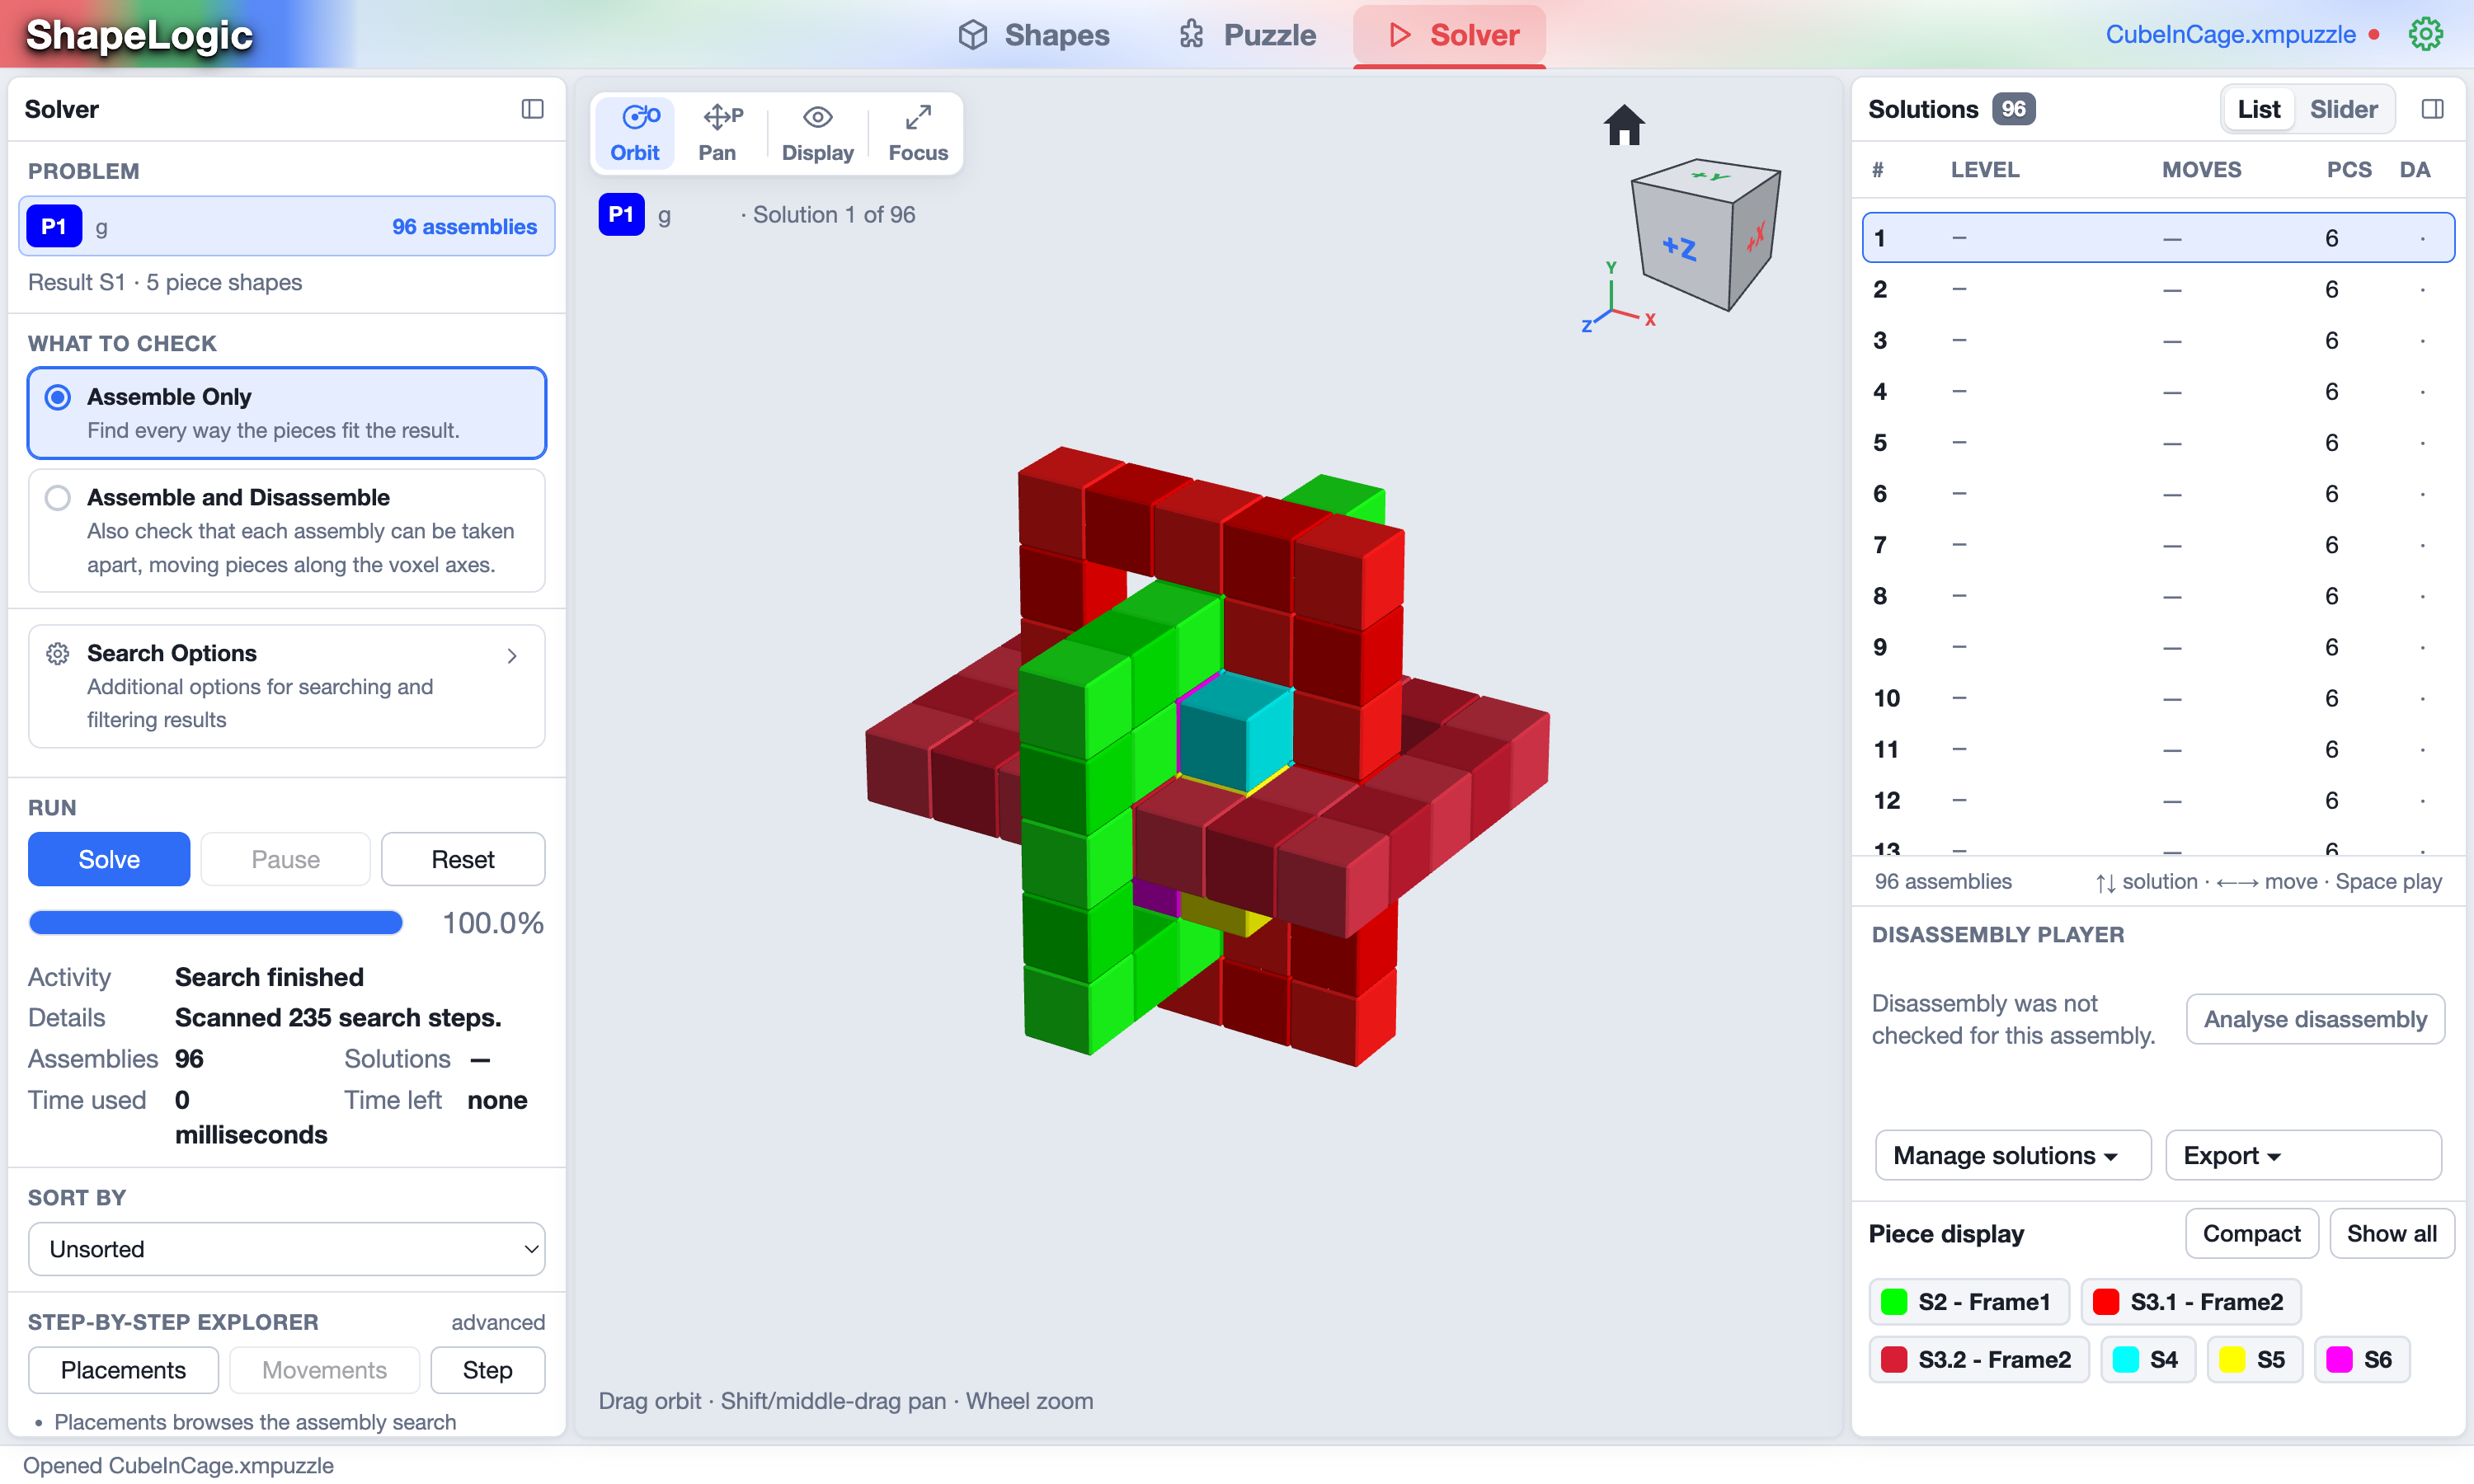 ShapeLogic
Shapes
Puzzle
Solver
CubeInCage.xmpuzzle
Solver
PROBLEM
P1 g 96 assemblies
Result S1 · 5 piece shapes
WHAT TO CHECK
Assemble Only
Find every way the pieces fit the result.
Assemble and Disassemble
Also check that each assembly can be taken
apart, moving pieces along the voxel axes.
Search Options
Additional options for searching and
filtering results
RUN
Solve Pause Reset
100.0%
Activity Search finished
Details Scanned 235 search steps.
Assemblies 96 Solutions —
Time used 0 milliseconds Time left none
SORT BY
Unsorted
STEP-BY-STEP EXPLORER advanced
Placements Movements Step
• Placements browses the assembly search
Opened CubeInCage.xmpuzzle
O P
Orbit Pan Display Focus
P1 g · Solution 1 of 96
+Y
+Z
+X
Y
Z
X
Drag orbit · Shift/middle-drag pan · Wheel zoom
Solutions 96 List Slider
# LEVEL MOVES PCS DA
1 – — 6 ·
2 – — 6 ·
3 – — 6 ·
4 – — 6 ·
5 – — 6 ·
6 – — 6 ·
7 – — 6 ·
8 – — 6 ·
9 – — 6 ·
10 – — 6 ·
11 – — 6 ·
12 – — 6 ·
13 – — 6 ·
96 assemblies ↑↓ solution · ←→ move · Space play
DISASSEMBLY PLAYER
Disassembly was not
checked for this assembly.
Analyse disassembly
Manage solutions Export
Piece display Compact Show all
S2 - Frame1 S3.1 - Frame2
S3.2 - Frame2 S4 S5 S6